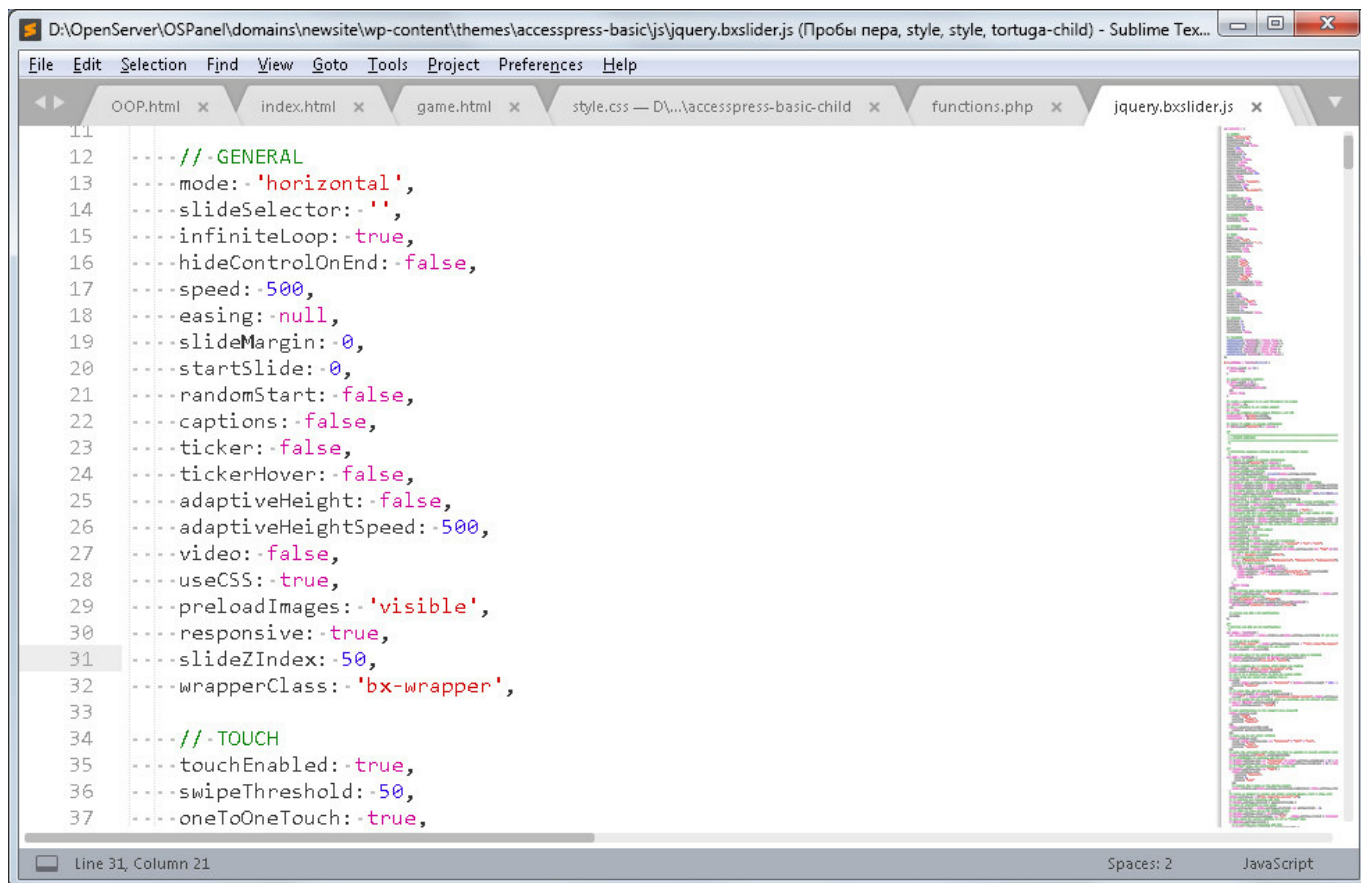 D:\OpenServer\OSPanel\domains\newsite\wp-content\themes\accesspress-basic\js\jquery.bxslider.js (Пробы пера, style, style, tortuga-child) - Sublime Tex...
File Edit Selection Find View Goto Tools Project Preferences Help
OOP.html × index.html × game.html × style.css — D\...\accesspress-basic-child × functions.php × jquery.bxslider.js ×
11
12 // GENERAL
13 mode: 'horizontal',
14 slideSelector: '',
15 infiniteLoop: true,
16 hideControlOnEnd: false,
17 speed: 500,
18 easing: null,
19 slideMargin: 0,
20 startSlide: 0,
21 randomStart: false,
22 captions: false,
23 ticker: false,
24 tickerHover: false,
25 adaptiveHeight: false,
26 adaptiveHeightSpeed: 500,
27 video: false,
28 useCSS: true,
29 preloadImages: 'visible',
30 responsive: true,
31 slideZIndex: 50,
32 wrapperClass: 'bx-wrapper',
33
34 // TOUCH
35 touchEnabled: true,
36 swipeThreshold: 50,
37 oneToOneTouch: true,
Line 31, Column 21 Spaces: 2 JavaScript